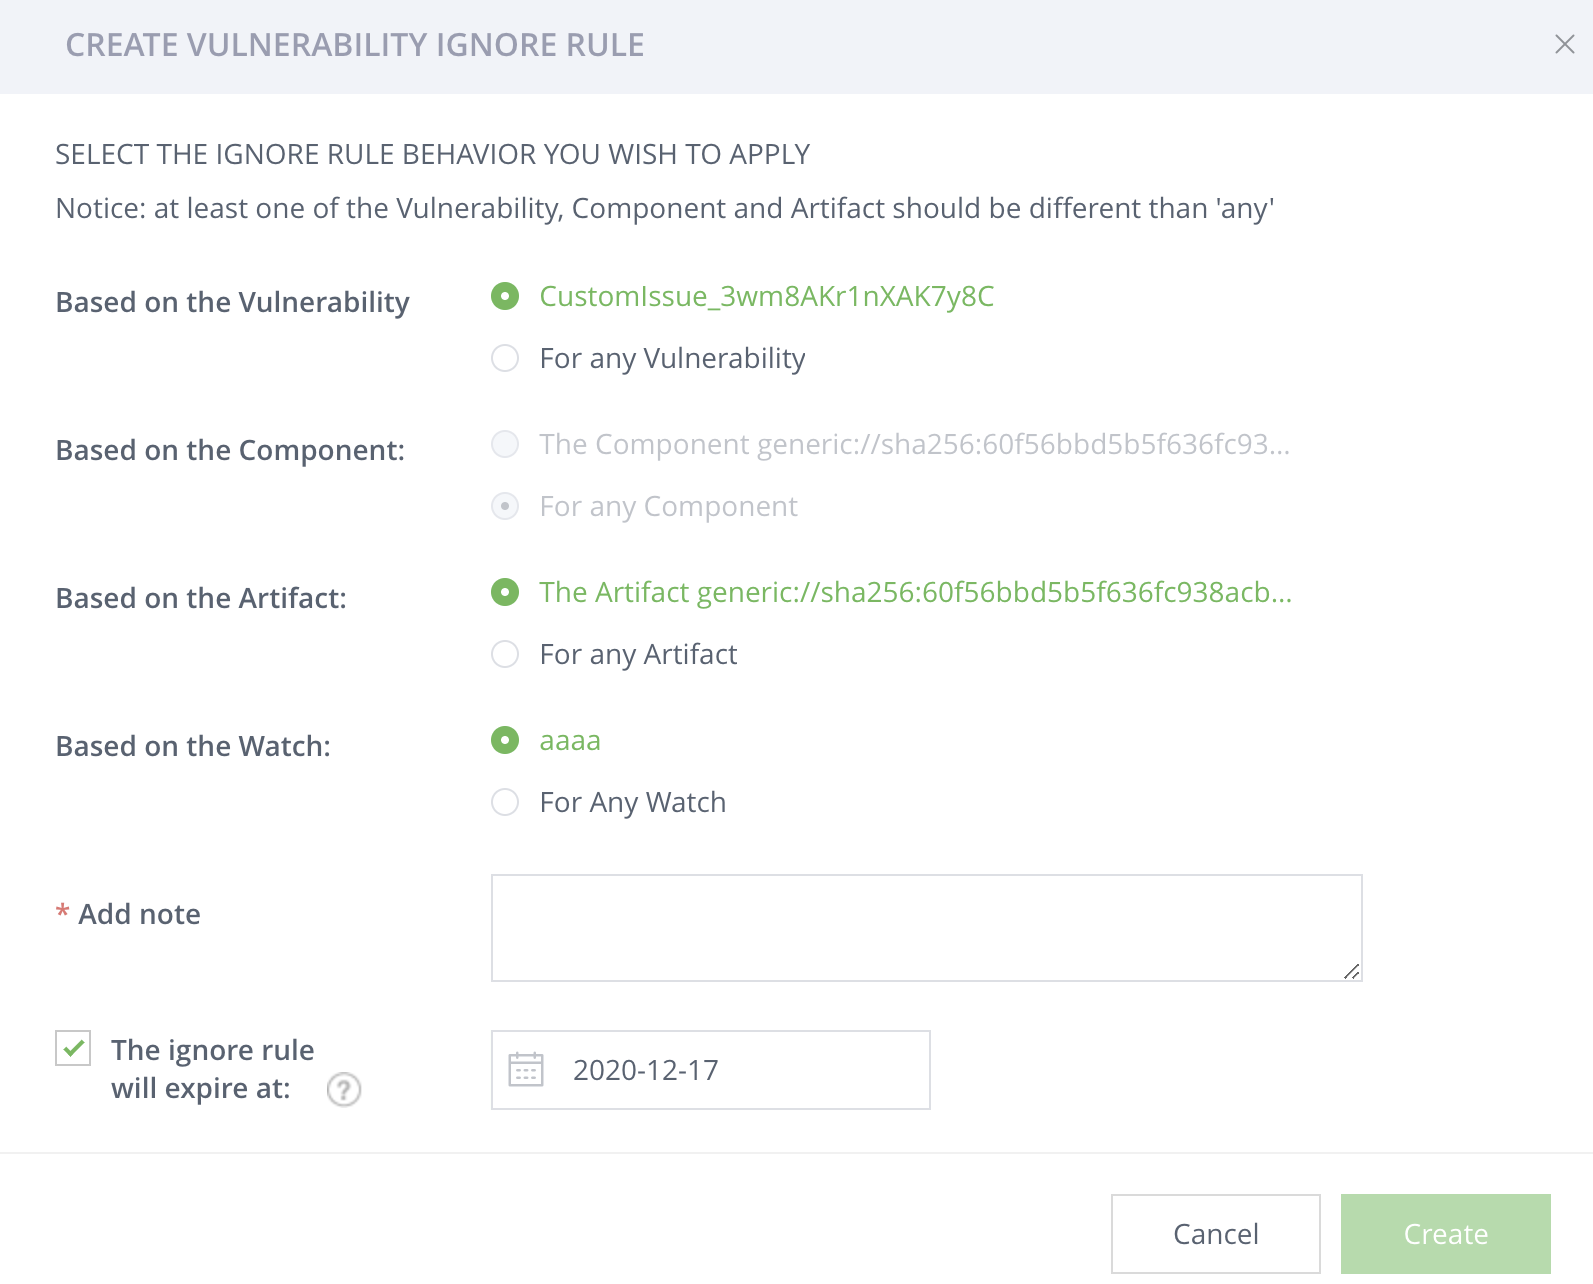 CREATE VULNERABILITY IGNORE RULE
SELECT THE IGNORE RULE BEHAVIOR YOU WISH TO APPLY
Notice: at least one of the Vulnerability, Component and Artifact should be different than 'any'
Based on the Vulnerability
CustomIssue_3wm8AKr1nXAK7y8C
For any Vulnerability
Based on the Component:
The Component generic://sha256:60f56bbd5b5f636fc93...
For any Component
Based on the Artifact:
The Artifact generic://sha256:60f56bbd5b5f636fc938acb...
For any Artifact
Based on the Watch:
aaaa
For Any Watch
* Add note
The ignore rule
will expire at:
?
2020-12-17
Cancel
Create